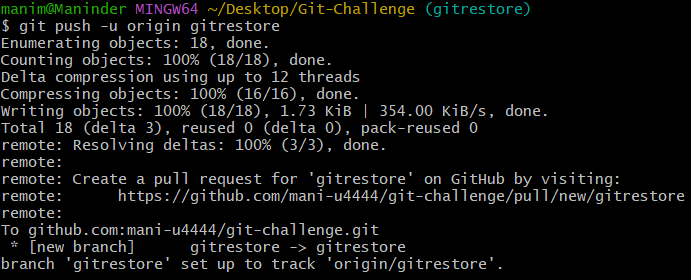 manim@Maninder MINGW64 ~/Desktop/Git-Challenge (gitrestore)
$ git push -u origin gitrestore
Enumerating objects: 18, done.
Counting objects: 100% (18/18), done.
Delta compression using up to 12 threads
Compressing objects: 100% (16/16), done.
Writing objects: 100% (18/18), 1.73 KiB | 354.00 KiB/s, done.
Total 18 (delta 3), reused 0 (delta 0), pack-reused 0
remote: Resolving deltas: 100% (3/3), done.
remote:
remote: Create a pull request for 'gitrestore' on GitHub by visiting:
remote:      https://github.com/mani-u4444/git-challenge/pull/new/gitrestore
remote:
To github.com:mani-u4444/git-challenge.git
 * [new branch]      gitrestore -> gitrestore
branch 'gitrestore' set up to track 'origin/gitrestore'.